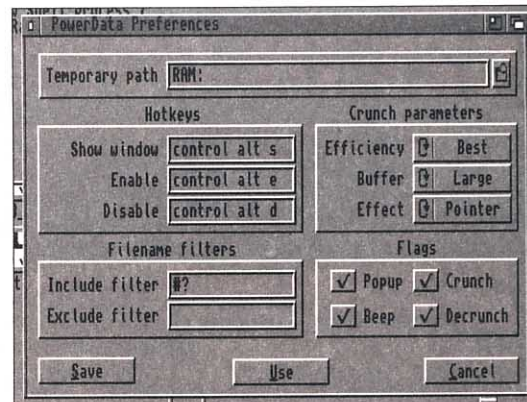 PowerData Preferences
Temporary path RAM:
Hotkeys
Show window control alt s
Enable control alt e
Disable control alt d
Crunch parameters
Efficiency Best
Buffer Large
Effect Pointer
Filename filters
Include filter #?
Exclude filter
Flags
Popup Crunch
Beep Decrunch
Save Use Cancel